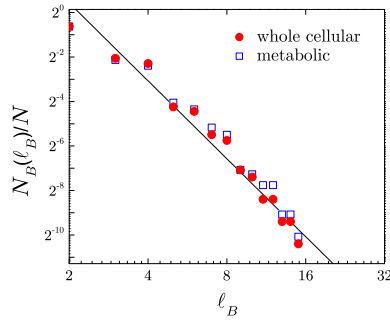 2^0
whole cellular
metabolic
2^-2
2^-4
2^-6
2^-8
2^-10
N_B(ℓ_B)/N
2 4 8 16 32
ℓ_B